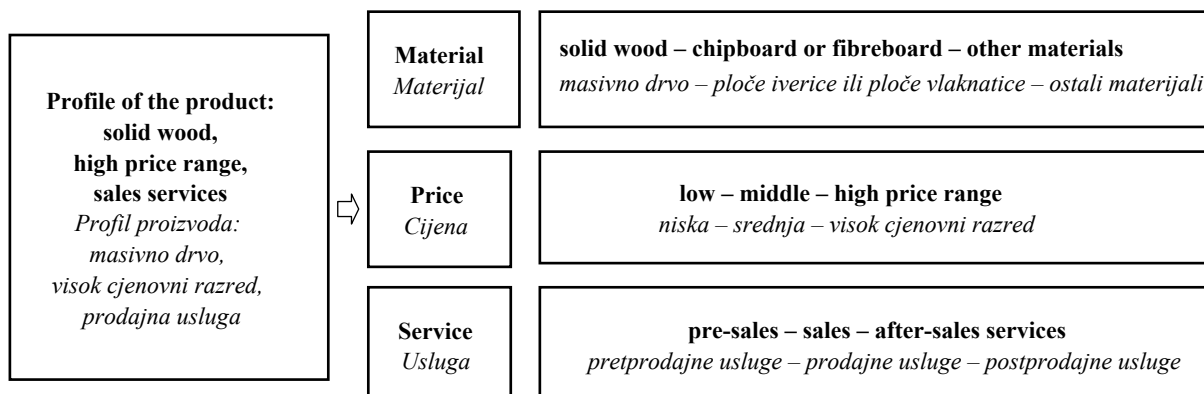 Profile of the product:
solid wood,
high price range,
sales services
Profil proizvoda:
masivno drvo,
visok cjenovni razred,
prodajna usluga
Material
Materijal
solid wood – chipboard or fibreboard – other materials
masivno drvo – ploče iverice ili ploče vlaknatice – ostali materijali
Price
Cijena
low – middle – high price range
niska – srednja – visok cjenovni razred
Service
Usluga
pre-sales – sales – after-sales services
pretprodajne usluge – prodajne usluge – postprodajne usluge